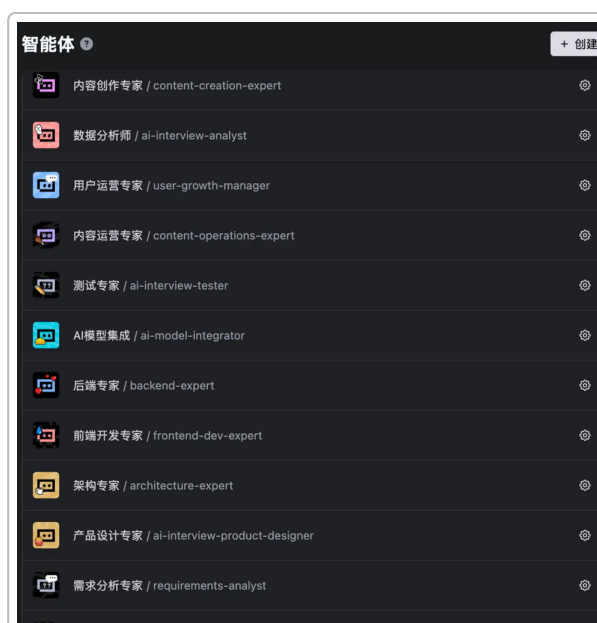 智能体
+ 创建
内容创作专家 / content-creation-expert
数据分析师 / ai-interview-analyst
用户运营专家 / user-growth-manager
内容运营专家 / content-operations-expert
测试专家 / ai-interview-tester
AI模型集成 / ai-model-integrator
后端专家 / backend-expert
前端开发专家 / frontend-dev-expert
架构专家 / architecture-expert
产品设计专家 / ai-interview-product-designer
需求分析专家 / requirements-analyst